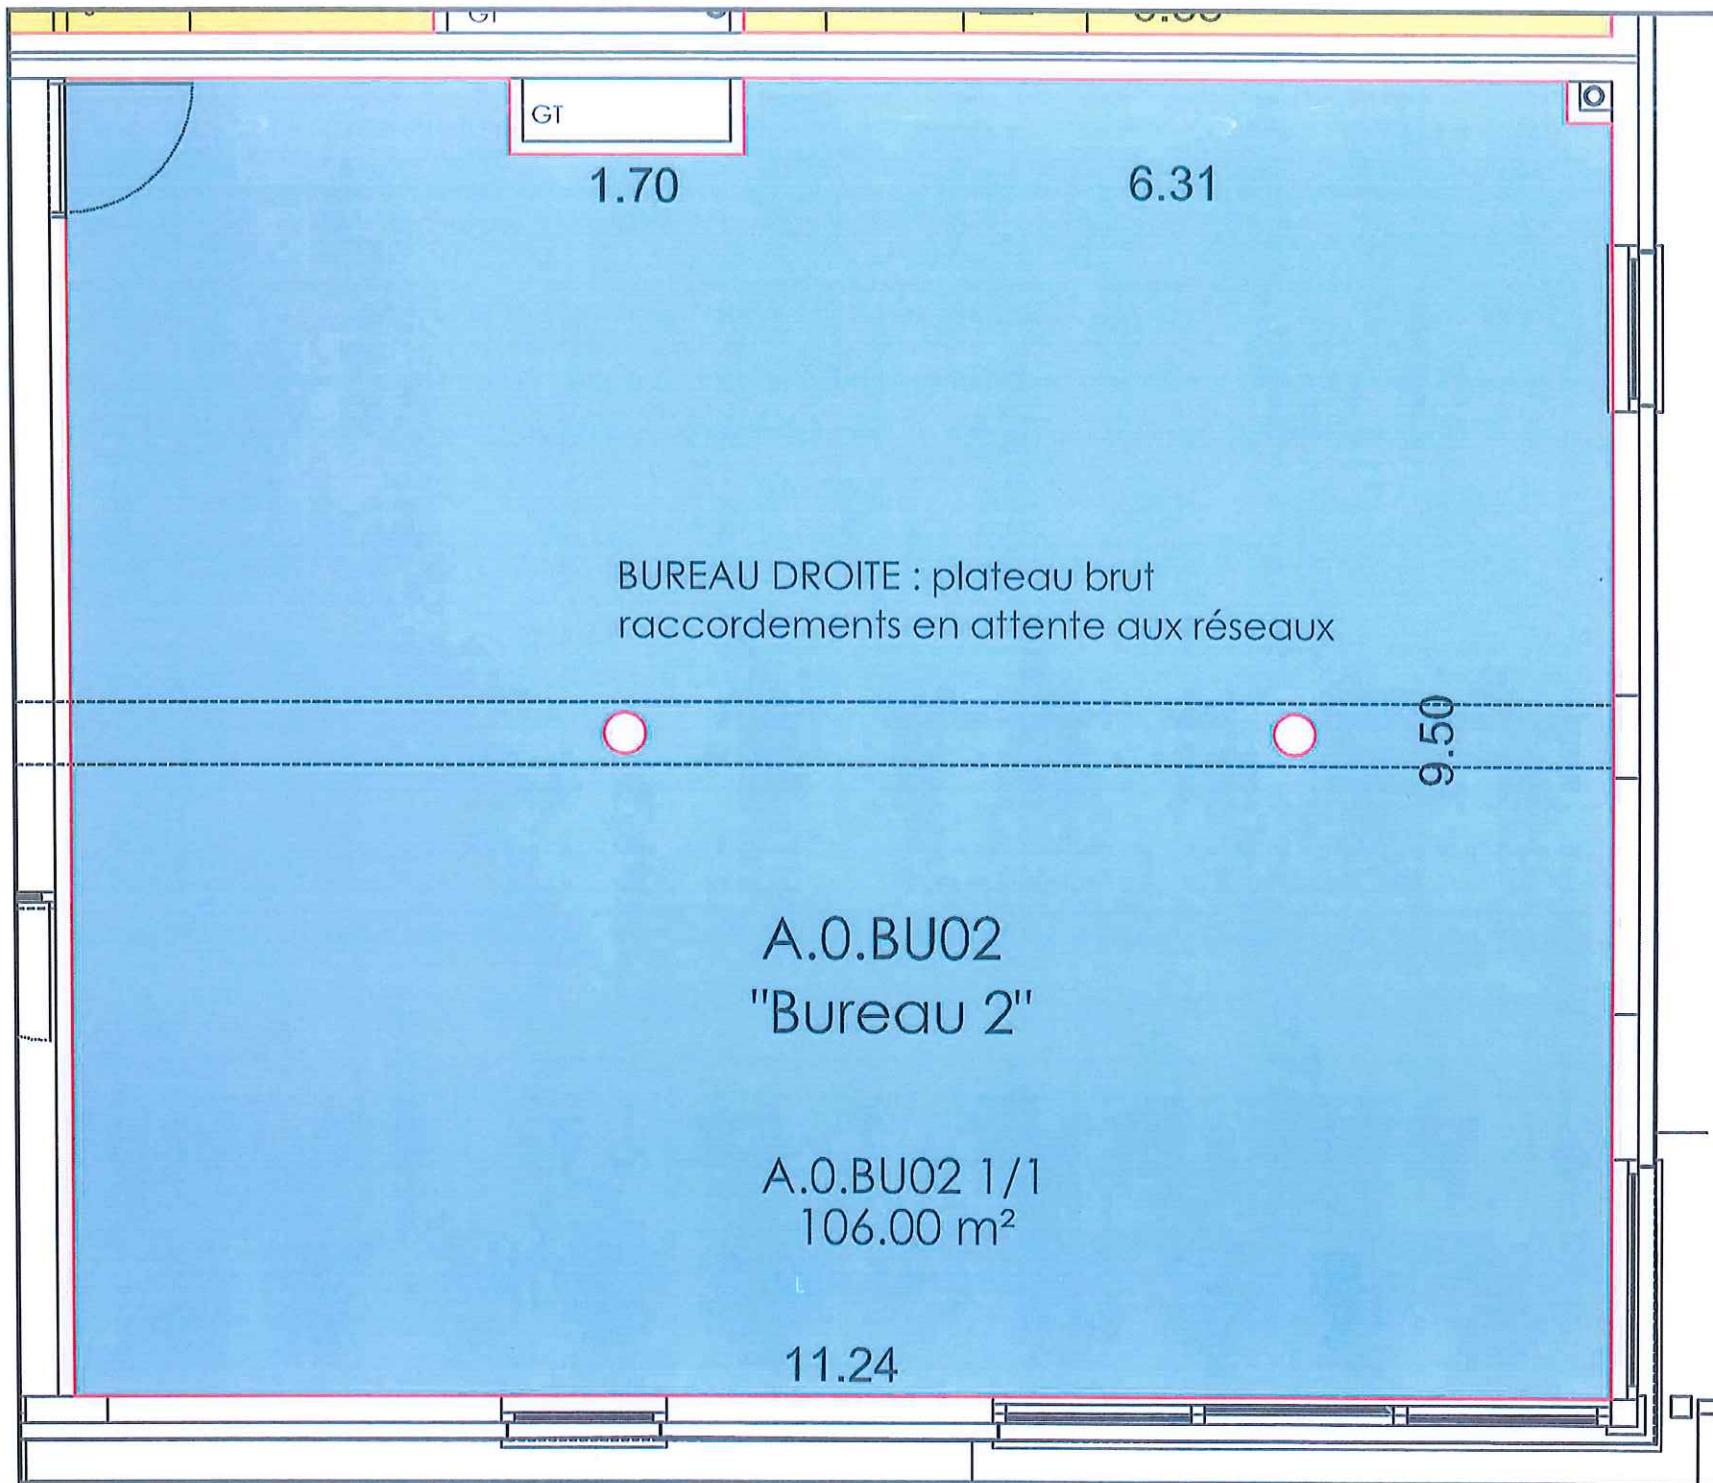 GT
1.70
6.31
BUREAU DROITE : plateau brut
raccordements en attente aux réseaux
9.50
A.0.BU02
"Bureau 2"
A.0.BU02 1/1
106.00 m²
11.24